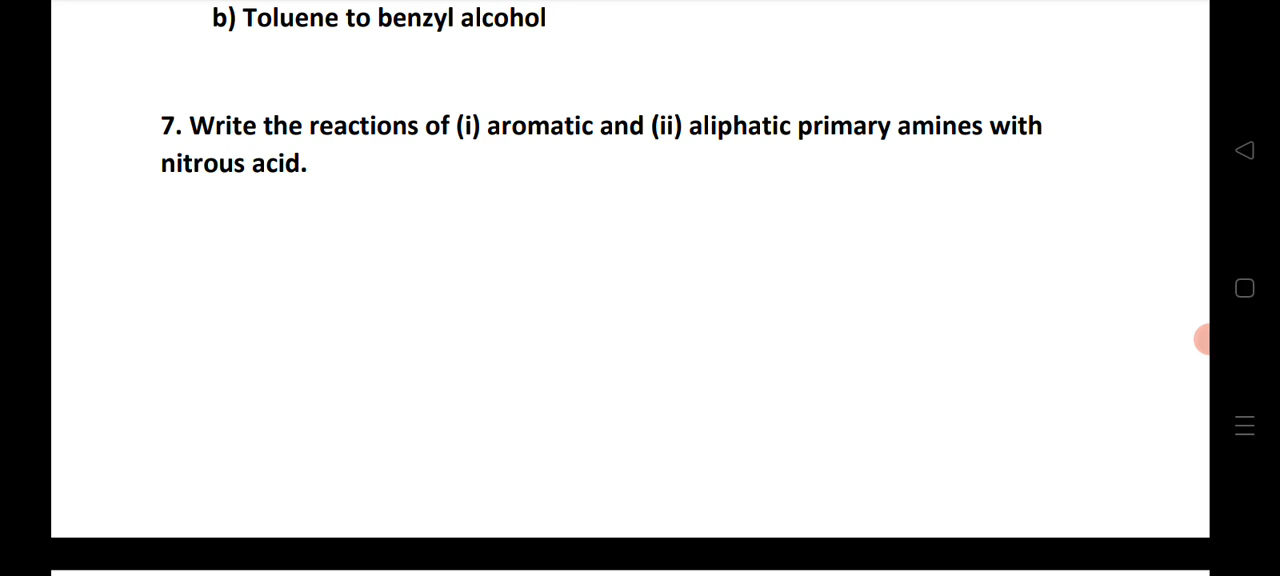 b) Toluene to benzyl alcohol
7. Write the reactions of (i) aromatic and (ii) aliphatic primary amines with
nitrous acid.